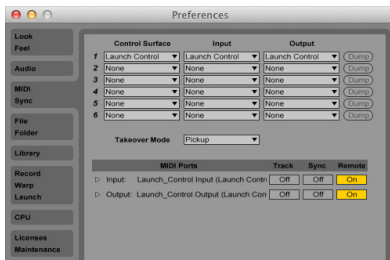 Preferences
Look
Feel
Audio
MIDI
Sync
File
Folder
Library
Record
Warp
Launch
CPU
Licenses
Maintenance
Control Surface Input Output
1 Launch Control Launch Control Launch Control Dump
2 None None None Dump
3 None None None Dump
4 None None None Dump
5 None None None Dump
6 None None None Dump
Takeover Mode Pickup
MIDI Ports Track Sync Remote
Input: Launch_Control Input (Launch Contr Off Off On
Output: Launch_Control Output (Launch Con Off Off On